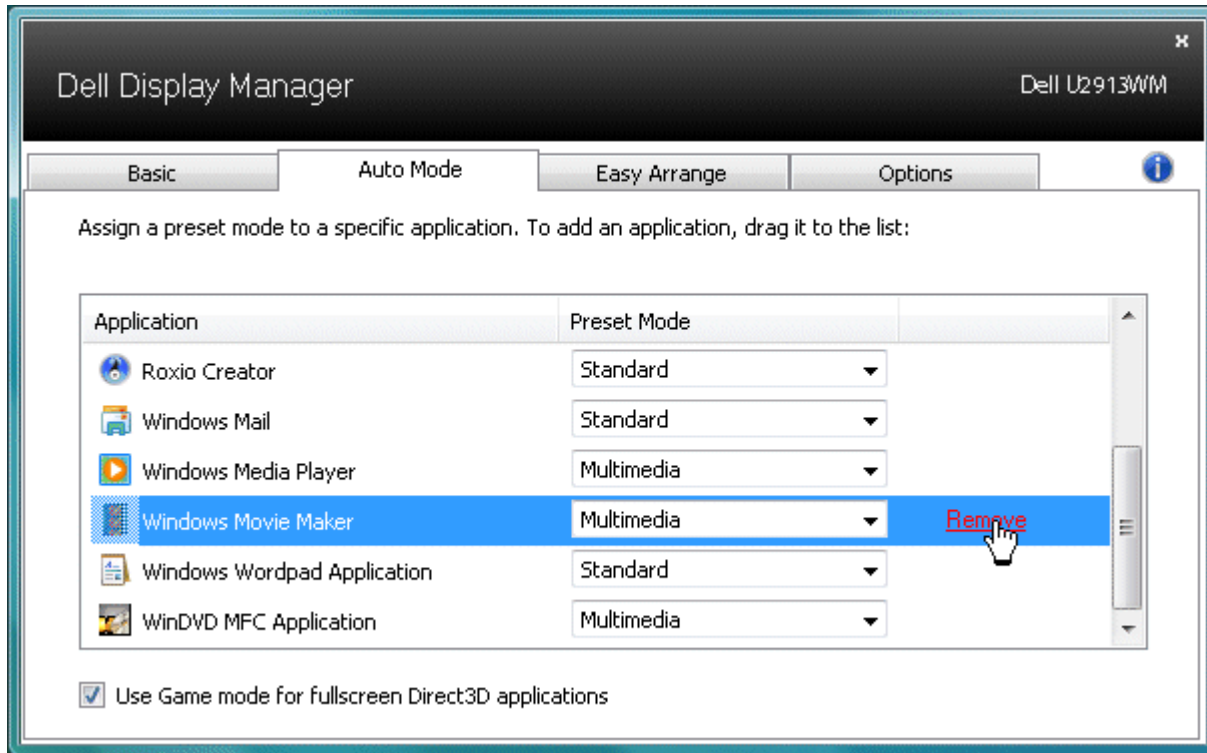 Dell Display Manager
Dell U2913WM
Basic
Auto Mode
Easy Arrange
Options
Assign a preset mode to a specific application. To add an application, drag it to the list:
Application Preset Mode
Roxio Creator Standard
Windows Mail Standard
Windows Media Player Multimedia
Windows Movie Maker Multimedia Remove
Windows Wordpad Application Standard
WinDVD MFC Application Multimedia
Use Game mode for fullscreen Direct3D applications